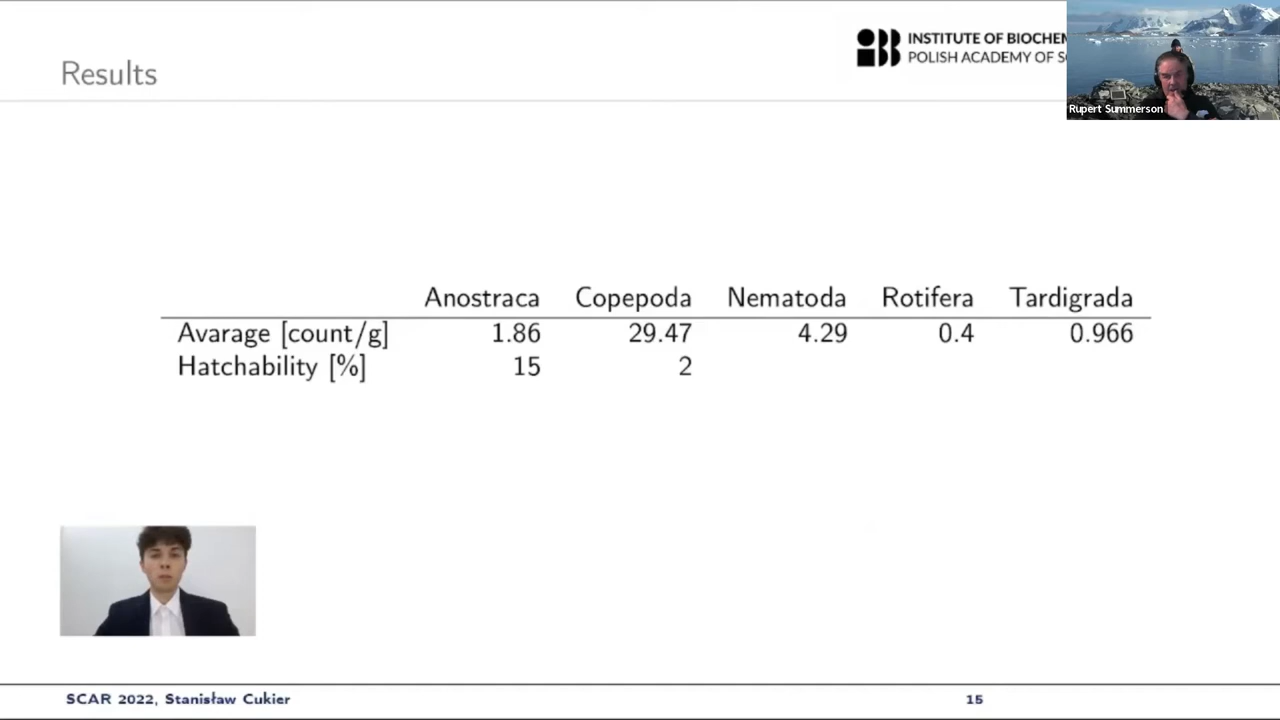 Results
INSTITUTE OF
POLISH ACADEMY OF
Rupert Summerson
Anostraca Copepoda Nematoda Rotifera Tardigrada
Avarage [count/g] 1.86 29.47 4.29 0.4 0.966
Hatchability [%] 15 2
SCAR 2022, Stanisław Cukier 15